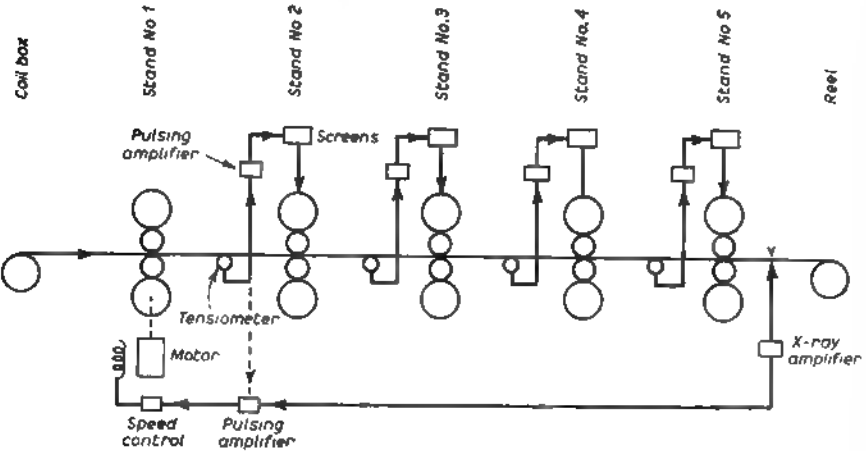 Coil box
Stand No 1
Stand No 2
Stand No.3
Stand No.4
Stand No 5
Reel
Pulsing
amplifier
Screens
Tensiometer
Motor
X-ray
amplifier
Speed
control
Pulsing
amplifier